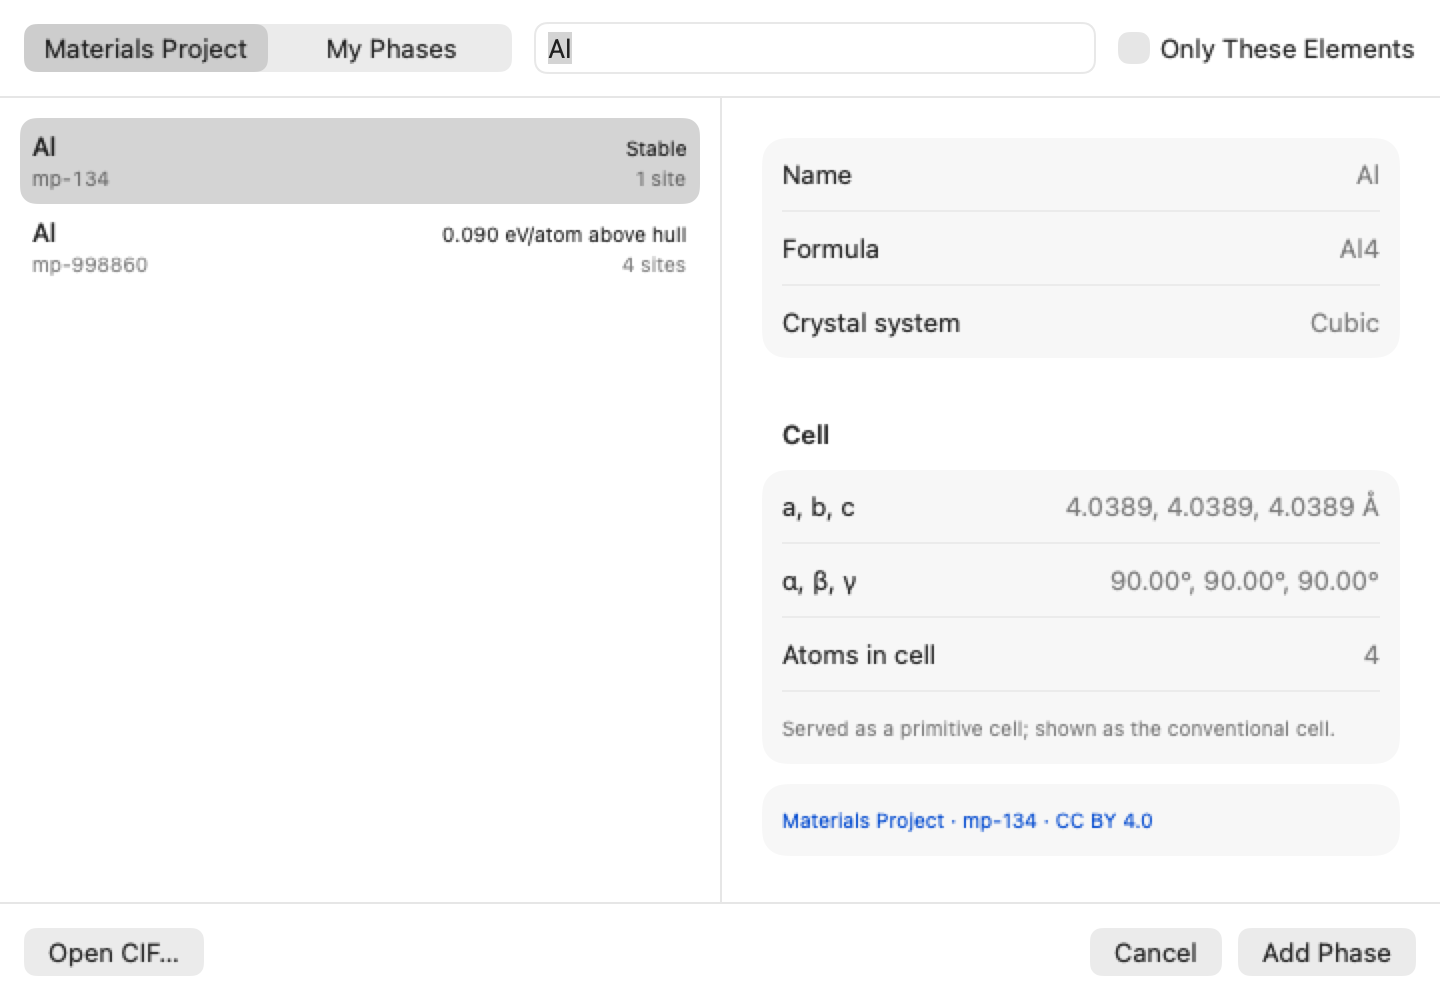 Materials Project
My Phases
Al
Only These Elements
Al
Stable
mp-134
1 site
Al
0.090 eV/atom above hull
mp-998860
4 sites
Name
Al
Formula
Al4
Crystal system
Cubic
Cell
a, b, c
4.0389, 4.0389, 4.0389 Å
α, β, γ
90.00°, 90.00°, 90.00°
Atoms in cell
4
Served as a primitive cell; shown as the conventional cell.
Materials Project · mp-134 · CC BY 4.0
Open CIF...
Cancel
Add Phase